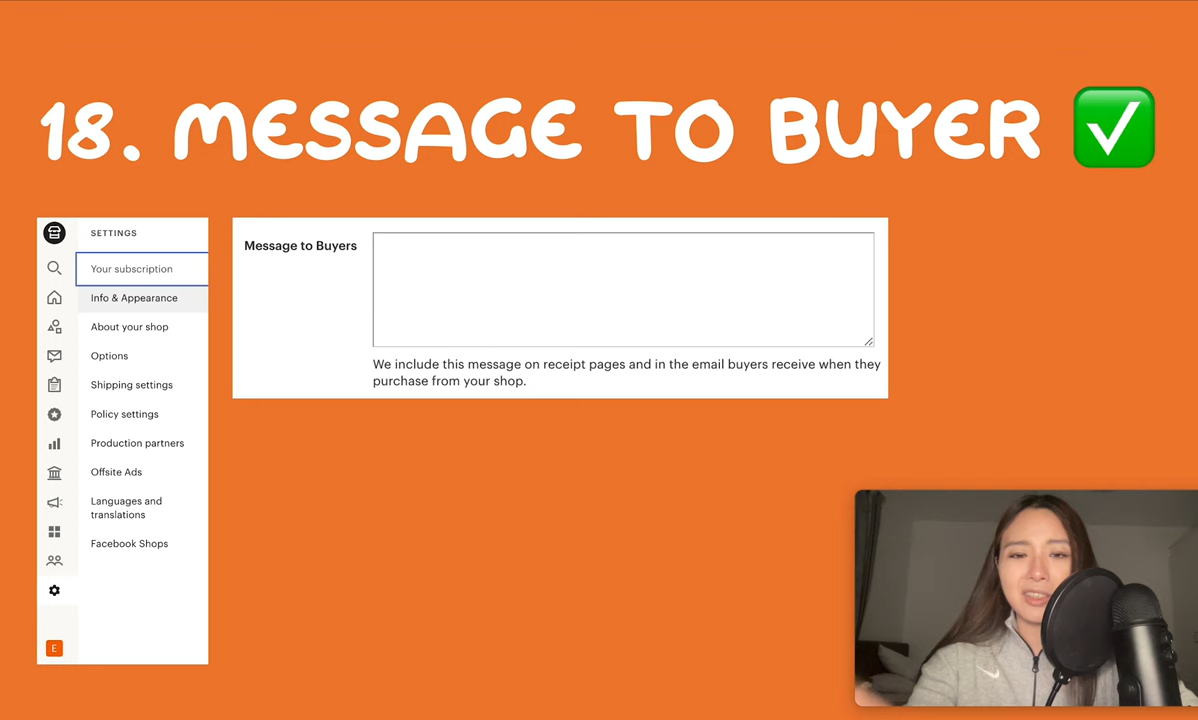 18. MESSAGE TO BUYER
SETTINGS
Your subscription
Info & Appearance
About your shop
Options
Shipping settings
Policy settings
Production partners
Offsite Ads
Languages and
translations
Facebook Shops
E
Message to Buyers
We include this message on receipt pages and in the email buyers receive when they
purchase from your shop.